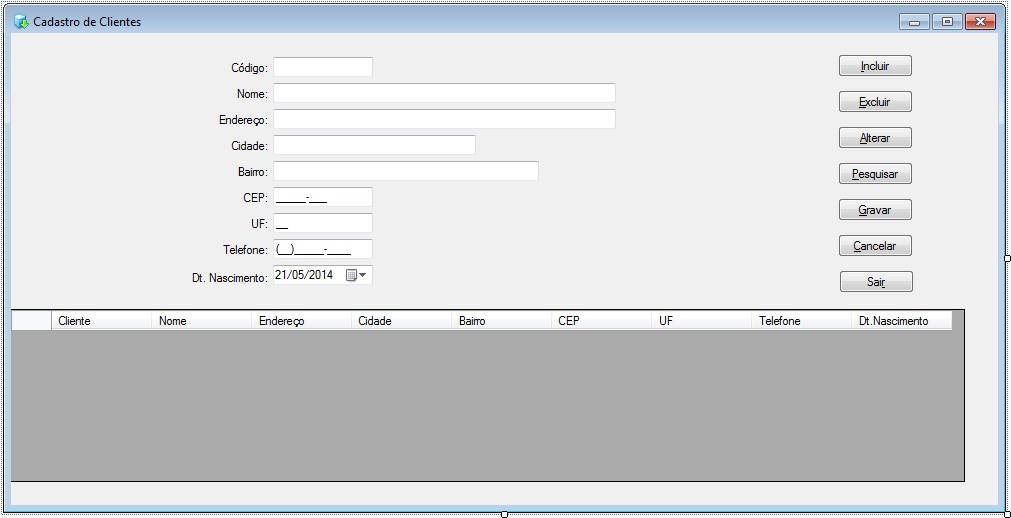 Cadastro de Clientes
Código:
Incluir
Nome:
Excluir
Endereço:
Cidade:
Alterar
Bairro:
Pesquisar
CEP: _____-___
Gravar
UF: __
Telefone: (__)_____-____
Cancelar
Dt. Nascimento: 21/05/2014
Sair
Cliente Nome Endereço Cidade Bairro CEP UF Telefone Dt.Nascimento